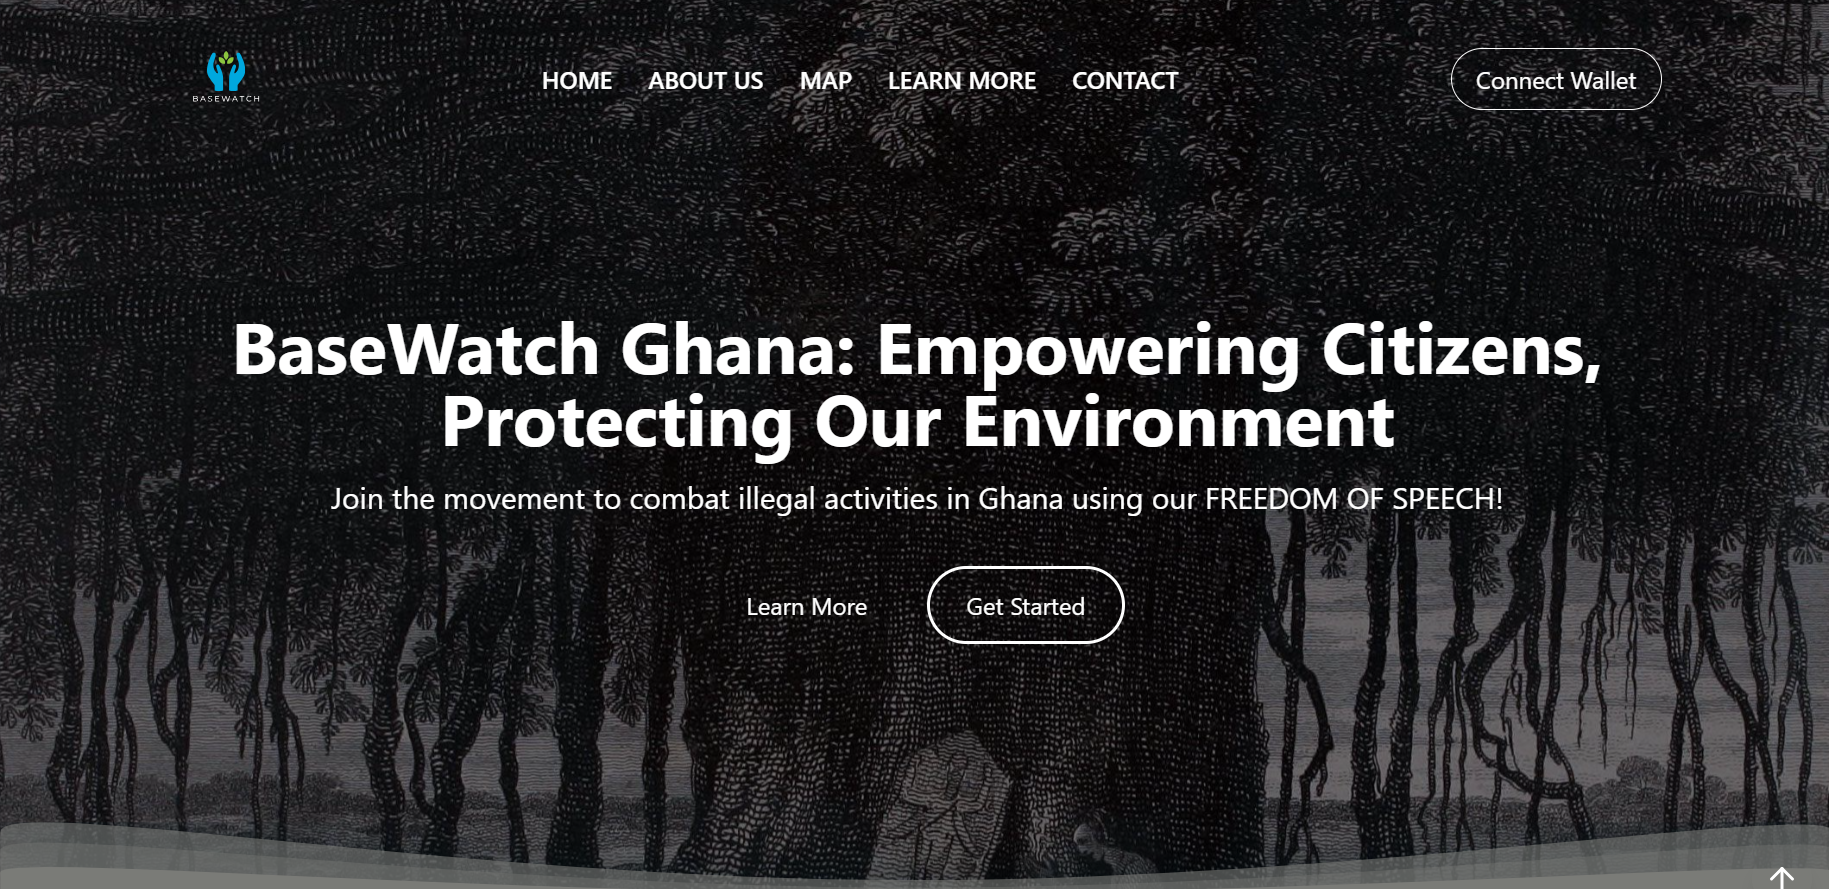 BASEWATCH
HOME ABOUT US MAP LEARN MORE CONTACT
Connect Wallet
BaseWatch Ghana: Empowering Citizens,
Protecting Our Environment
Join the movement to combat illegal activities in Ghana using our FREEDOM OF SPEECH!
Learn More
Get Started